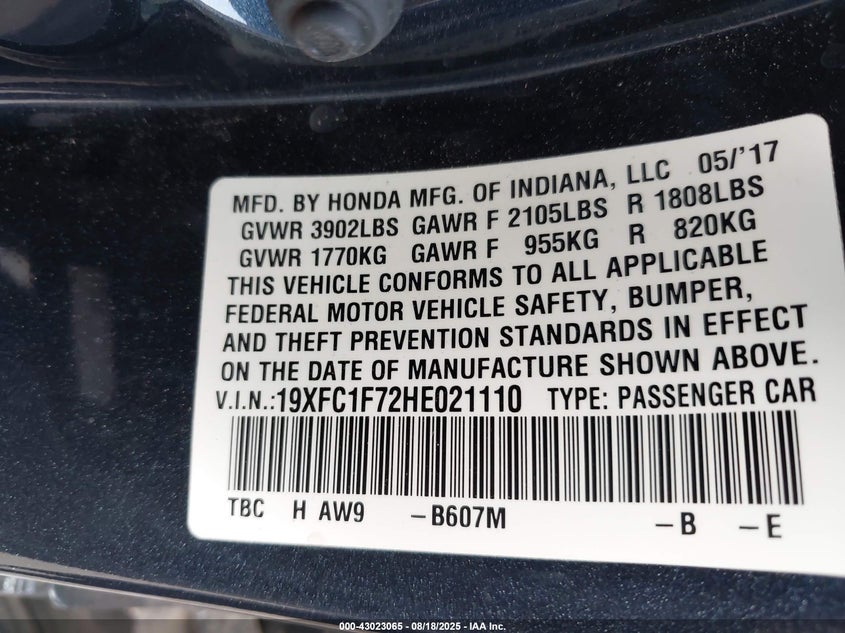 MFD. BY HONDA MFG. OF INDIANA, LLC 05/'17
GVWR 3902LBS GAWR F 2105LBS R 1808LBS
GVWR 1770KG GAWR F 955KG R 820KG
THIS VEHICLE CONFORMS TO ALL APPLICABLE
FEDERAL MOTOR VEHICLE SAFETY, BUMPER,
AND THEFT PREVENTION STANDARDS IN EFFECT
ON THE DATE OF MANUFACTURE SHOWN ABOVE.
V.I.N.:19XFC1F72HE021110 TYPE: PASSENGER CAR
TBC H AW9 -B607M -B -E
000-43023065 - 08/18/2025 - IAA Inc.